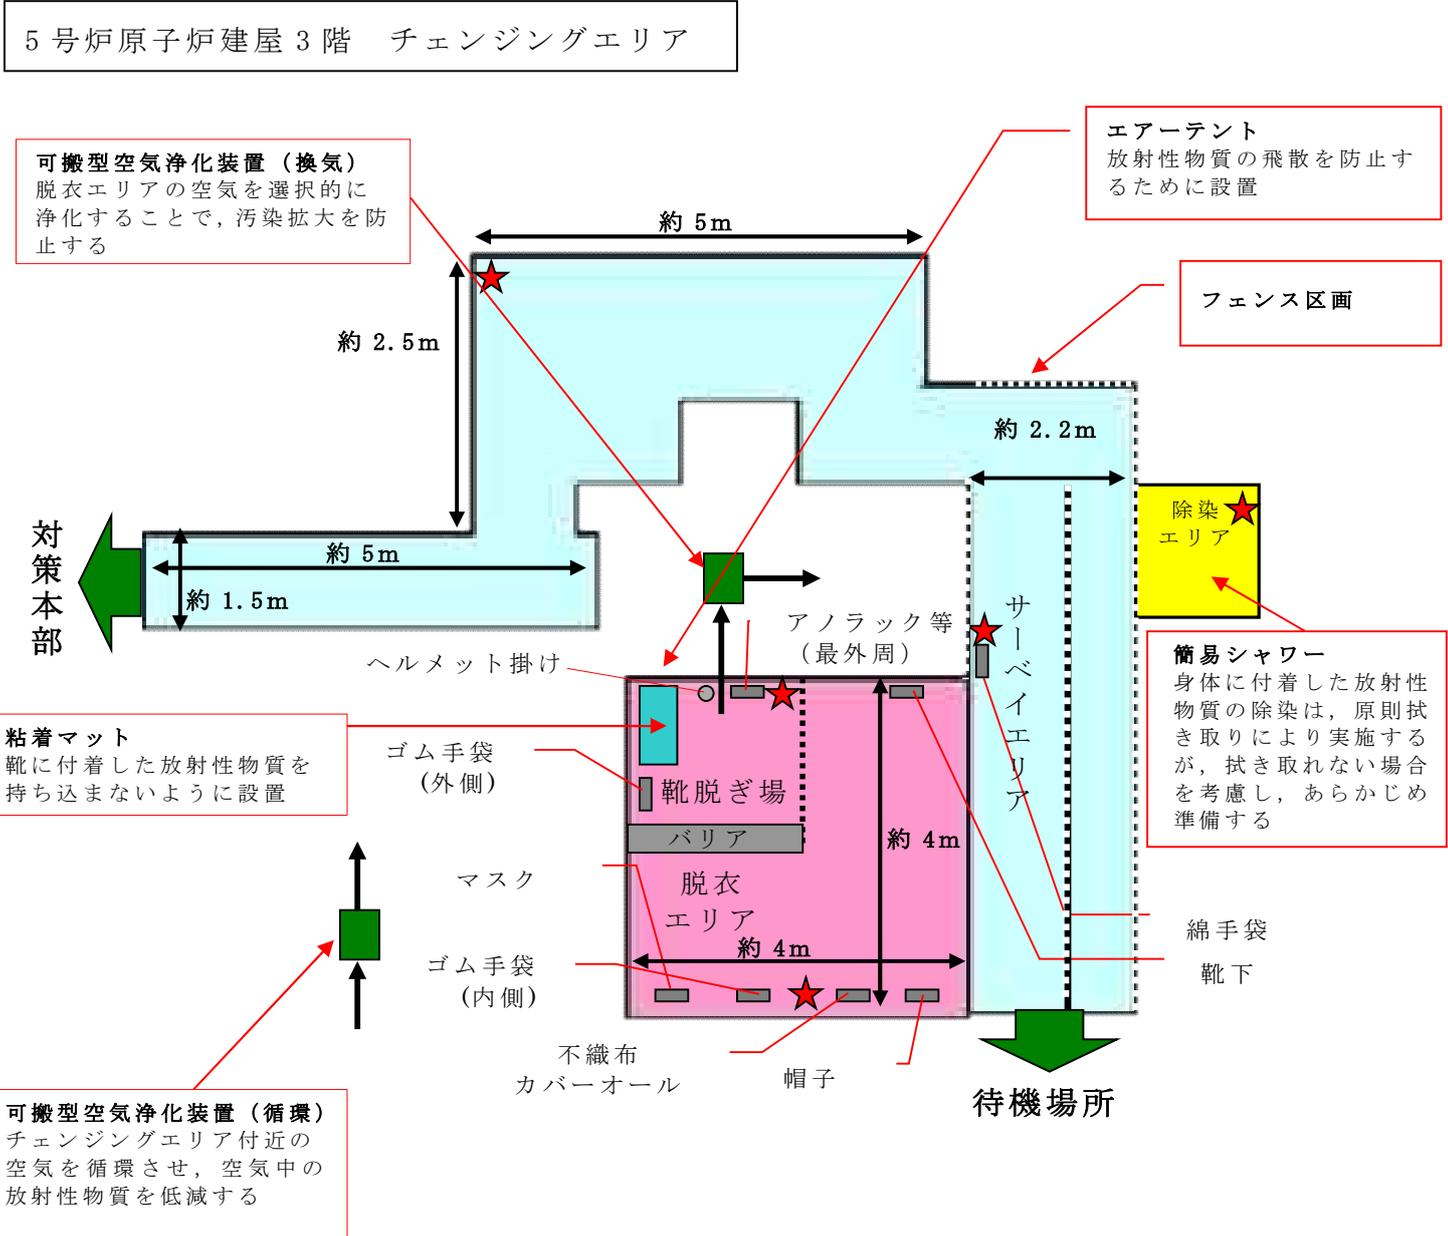 5号炉原子炉建屋3階　チェンジングエリア
可搬型空気浄化装置（換気）
脱衣エリアの空気を選択的に
浄化することで，汚染拡大を防
止する
エアーテント
放射性物質の飛散を防止す
るために設置
約 5m
フェンス区画
約 2.5m
約 2.2m
除染
エリア
対策本部
約 5m
約 1.5m
サーベイエリア
アノラック等
（最外周）
ヘルメット掛け
簡易シャワー
身体に付着した放射性
物質の除染は，原則拭
き取りにより実施する
が，拭き取れない場合
を考慮し，あらかじめ
準備する
粘着マット
靴に付着した放射性物質を
持ち込まないように設置
ゴム手袋
(外側)
靴脱ぎ場
バリア
約 4m
マスク
脱衣
エリア
約 4m
綿手袋
靴下
ゴム手袋
(内側)
不織布
カバーオール
帽子
待機場所
可搬型空気浄化装置（循環）
チェンジングエリア付近の
空気を循環させ，空気中の
放射性物質を低減する